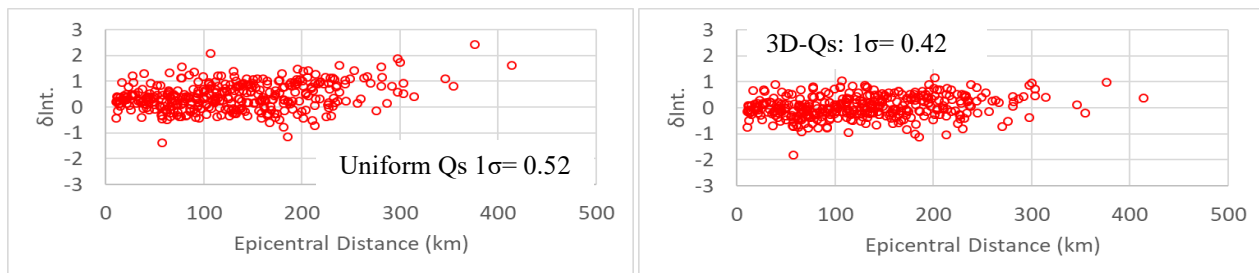 3
2
1
0
-1
-2
-3
δInt.
Uniform Qs 1σ= 0.52
0 100 200 300 400 500
Epicentral Distance (km)
3
2
1
0
-1
-2
-3
δInt.
3D-Qs: 1σ= 0.42
0 100 200 300 400 500
Epicentral Distance (km)